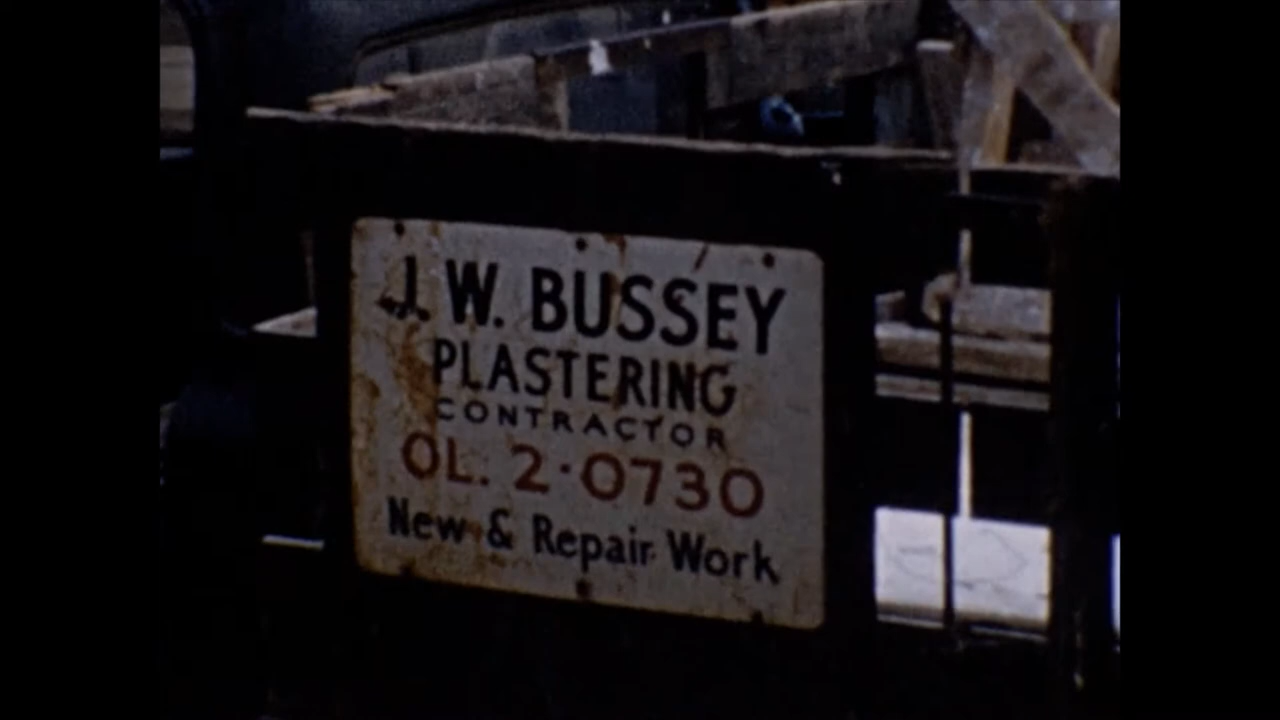 J. W. BUSSEY
PLASTERING
CONTRACTOR
OL. 2·0730
New & Repair Work